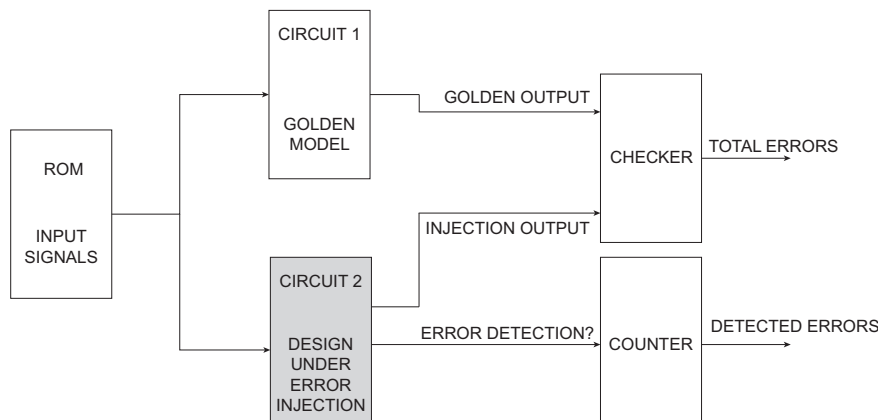 ROM
INPUT
SIGNALS
CIRCUIT 1
GOLDEN
MODEL
CIRCUIT 2
DESIGN
UNDER
ERROR
INJECTION
GOLDEN OUTPUT
INJECTION OUTPUT
ERROR DETECTION?
CHECKER
COUNTER
TOTAL ERRORS
DETECTED ERRORS